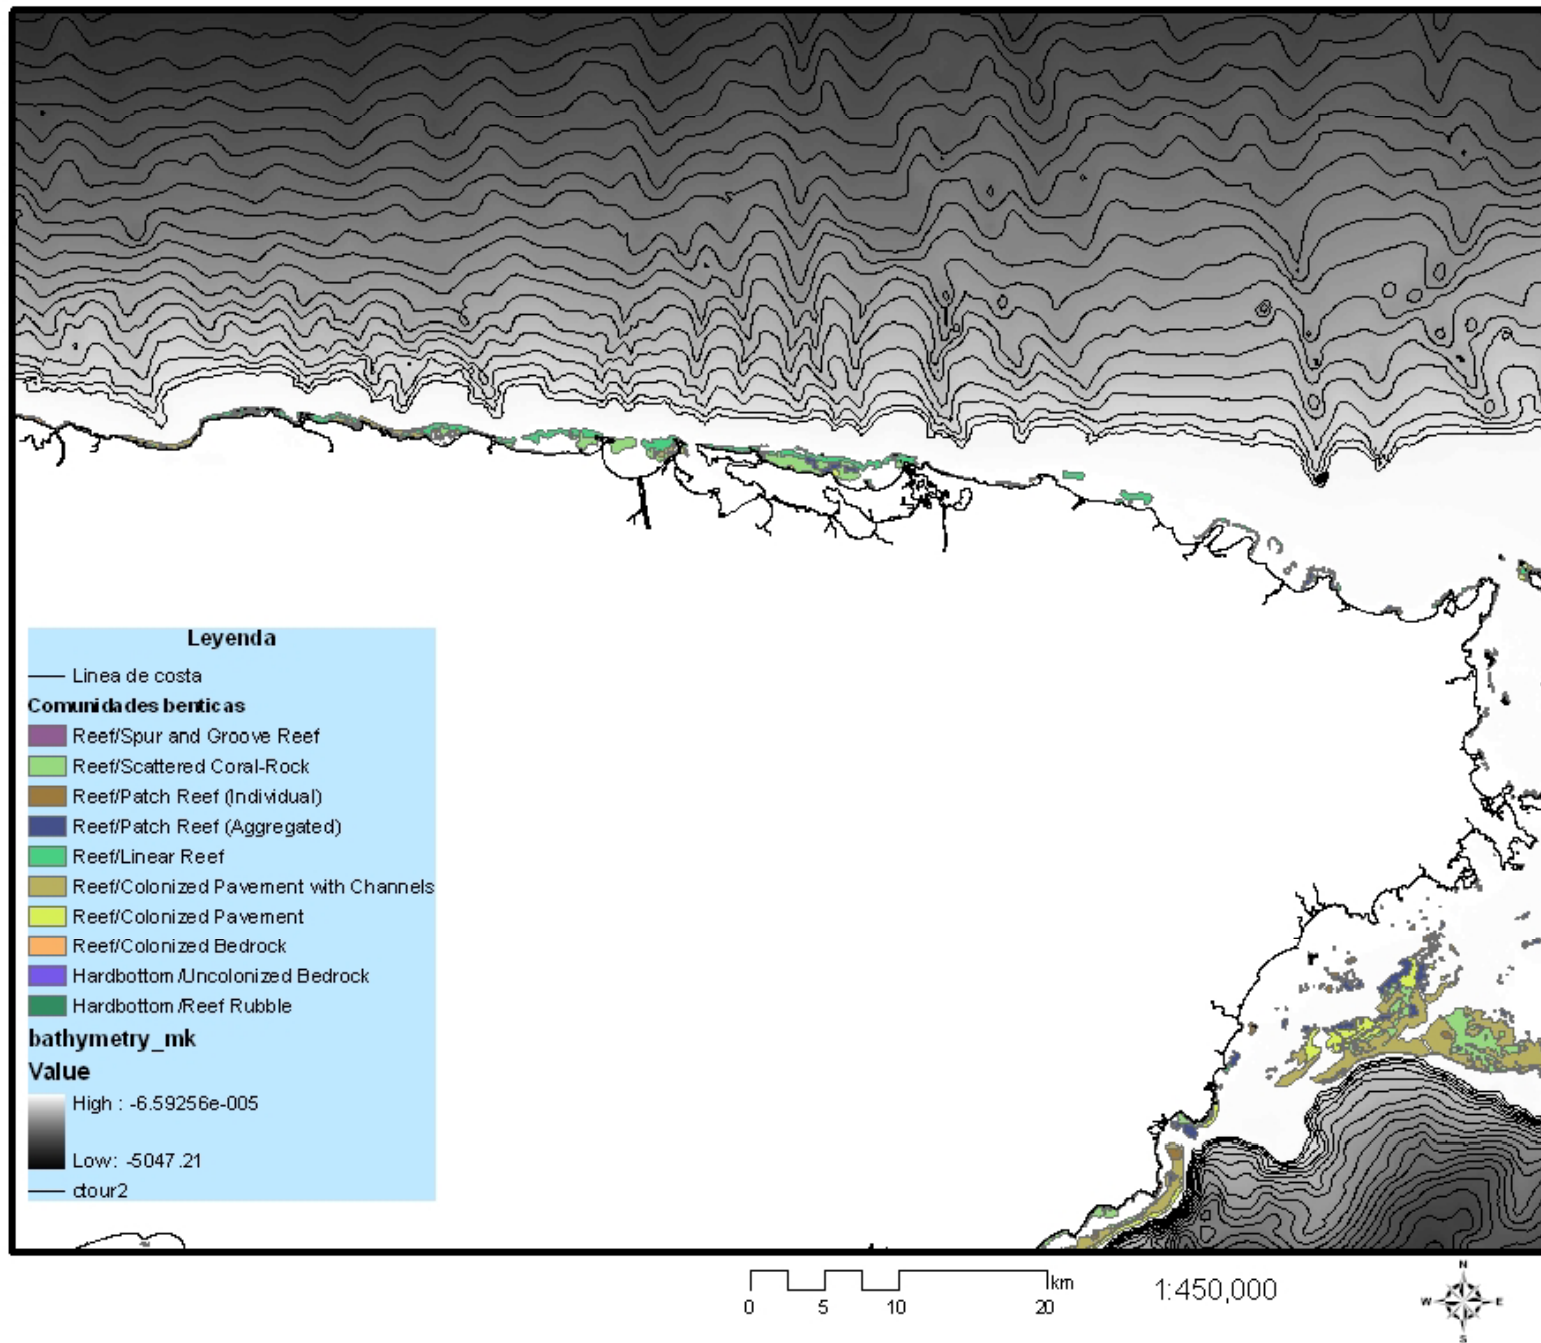 r
Leyenda
Linea de costa
Comunidades benticas
Reef/Spur and Groove Reef
Reef/Scattered Coral-Rock
Reef/Patch Reef (Individual)
Reef/Patch Reef (Aggregated)
Reef/Linear Reef
Reef/Colonized Pavement with Channels
Reef/Colonized Pavement
Reef/Colonized Bedrock
Hardbottom/Uncolonized Bedrock
Hardbottom/Reef Rubble
bathymetry_mk
Value
High : -6.59256e-005
Low: -5047.21
ctour2
km
0 5 10 20
1:450,000
N
W E
S